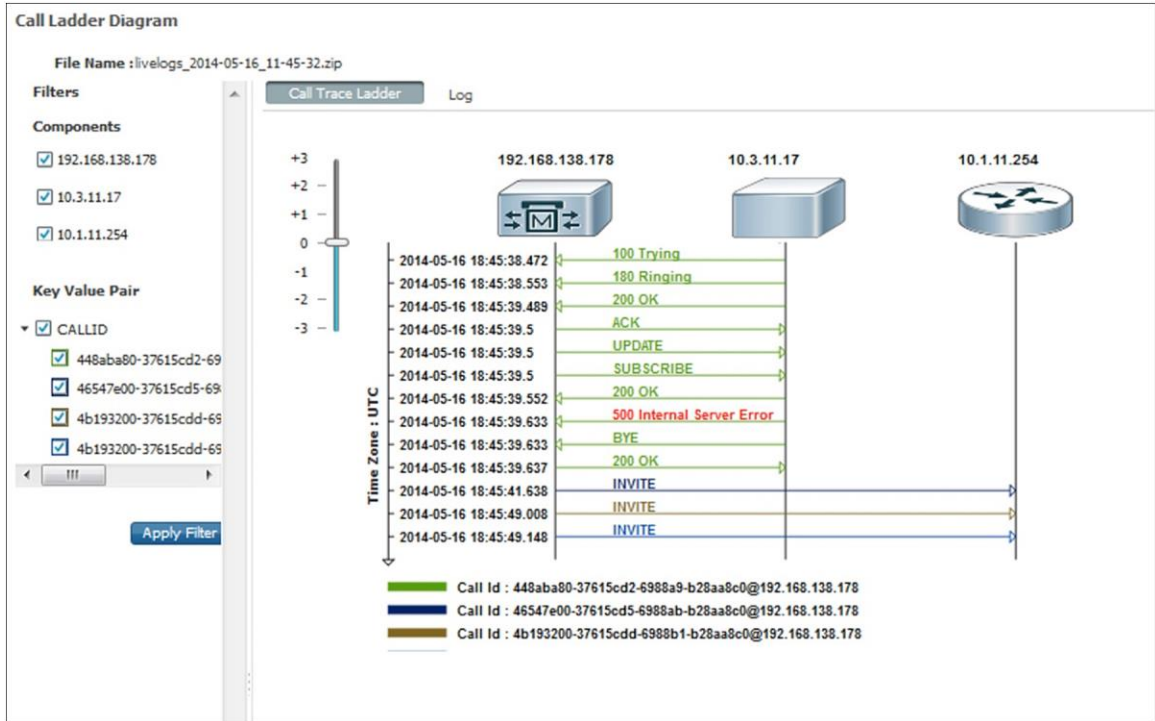 Call Ladder Diagram
File Name :livelogs_2014-05-16_11-45-32.zip
Filters
Components
192.168.138.178
10.3.11.17
10.1.11.254
Key Value Pair
CALLID
448aba80-37615cd2-69
46547e00-37615cd5-698
4b193200-37615cdd-69
4b193200-37615cdd-69
Apply Filter
Call Trace Ladder
Log
+3
+2
+1
0
-1
-2
-3
192.168.138.178
10.3.11.17
10.1.11.254
M
Time Zone : UTC
2014-05-16 18:45:38.472 100 Trying
2014-05-16 18:45:38.553 180 Ringing
2014-05-16 18:45:39.489 200 OK
2014-05-16 18:45:39.5 ACK
2014-05-16 18:45:39.5 UPDATE
2014-05-16 18:45:39.5 SUBSCRIBE
2014-05-16 18:45:39.552 200 OK
2014-05-16 18:45:39.633 500 Internal Server Error
2014-05-16 18:45:39.633 BYE
2014-05-16 18:45:39.637 200 OK
2014-05-16 18:45:41.638 INVITE
2014-05-16 18:45:49.008 INVITE
2014-05-16 18:45:49.148 INVITE
Call Id : 448aba80-37615cd2-6988a9-b28aa8c0@192.168.138.178
Call Id : 46547e00-37615cd5-6988ab-b28aa8c0@192.168.138.178
Call Id : 4b193200-37615cdd-6988b1-b28aa8c0@192.168.138.178